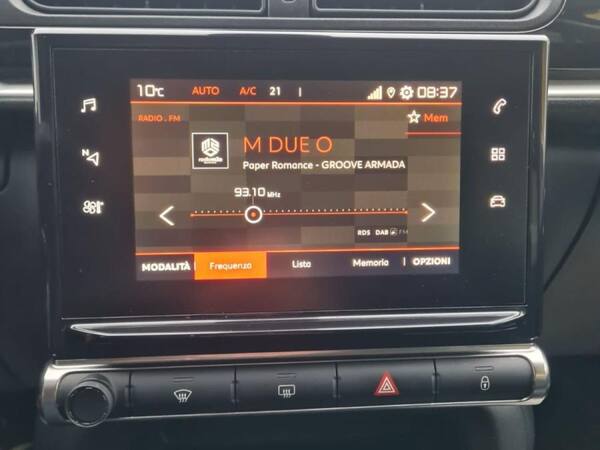 10°C AUTO A/C 21 08:37
RADIO . FM
Mem
M DUE O
Paper Romance - GROOVE ARMADA
93.10 MHz
RDS DAB FM
MODALITÀ Frequenza Lista Memoria OPZIONI
N